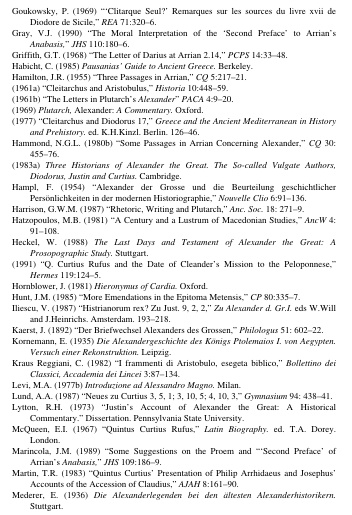 Goukowsky, P. (1969) "‘Clitarque Seul?’ Remarques sur les sources du livre xvii de
Diodore de Sicile," REA 71:320-6.
Gray, V.J. (1990) "The Moral Interpretation of the ‘Second Preface’ to Arrian's
Anabasis," JHS 110:180-6.
Griffith, G.T. (1968) "The Letter of Darius at Arrian 2.14," PCPS 14:33-48.
Habicht, C. (1985) Pausanias' Guide to Ancient Greece. Berkeley.
Hamilton, J.R. (1955) "Three Passages in Arrian," CQ 5:217-21.
(1961a) "Cleitarchus and Aristobulus," Historia 10:448-59.
(1961b) "The Letters in Plutarch's Alexander" PACA 4:9-20.
(1969) Plutarch, Alexander: A Commentary. Oxford.
(1977) "Cleitarchus and Diodorus 17," Greece and the Ancient Mediterranean in History
and Prehistory. ed. K.H.Kinzl. Berlin. 126-46.
Hammond, N.G.L. (1980b) "Some Passages in Arrian Concerning Alexander," CQ 30:
455-76.
(1983a) Three Historians of Alexander the Great. The So-called Vulgate Authors,
Diodorus, Justin and Curtius. Cambridge.
Hampl, F. (1954) "Alexander der Grosse und die Beurteilung geschichtlicher
Persönlichkeiten in der modernen Historiographie," Nouvelle Clio 6:91-136.
Harrison, G.W.M. (1987) "Rhetoric, Writing and Plutarch," Anc. Soc. 18: 271-9.
Hatzopoulos, M.B. (1981) "A Century and a Lustrum of Macedonian Studies," AncW 4:
91-108.
Heckel, W. (1988) The Last Days and Testament of Alexander the Great: A
Prosopography Study. Stuttgart.
(1991) "Q. Curtius Rufus and the Date of Cleander's Mission to the Peloponnese,"
Hermes 119:124-5.
Hornblower, J. (1981) Hieronymus of Cardia. Oxford.
Hunt, J.M. (1985) "More Emendations in the Epitoma Metensis," CP 80:335-7.
Iliescu, V. (1987) "Histrianorum rex? Zu Just. 9, 2, 2," Zu Alexander d. Gr.I. eds W.Will
and J.Heinrichs. Amsterdam. 193-218.
Kaerst, J. (1892) "Der Briefwechsel Alexanders des Grossen," Philologus 51: 602-22.
Kornemann, E. (1935) Die Alexandergeschichte des Königs Ptolemaios I. von Aegypten.
Versuch einer Rekonstruktion. Leipzig.
Kraus Reggiani, C. (1982) "I frammenti di Aristobulo, esegeta biblico," Bollettino dei
Classici, Accademia dei Lincei 3:87-134.
Levi, M.A. (1977b) Introduzione ad Alessandro Magno. Milan.
Lund, A.A. (1987) "Neues zu Curtius 3, 5, 1; 3, 10, 5; 4, 10, 3," Gymnasium 94: 438-41.
Lytton, R.H. (1973) "Justin's Account of Alexander the Great: A Historical
Commentary." Dissertation. Pennsylvania State University.
McQueen, E.I. (1967) "Quintus Curtius Rufus," Latin Biography. ed. T.A. Dorey.
London.
Marincola, J.M. (1989) "Some Suggestions on the Proem and "‘Second Preface’ of
Arrian's Anabasis," JHS 109:186-9.
Martin, T.R. (1983) "Quintus Curtius' Presentation of Philip Arrhidaeus and Josephus'
Accounts of the Accession of Claudius," AJAH 8:161-90.
Mederer, E. (1936) Die Alexanderlegenden bei den ältesten Alexanderhistorikern.
Stuttgart.